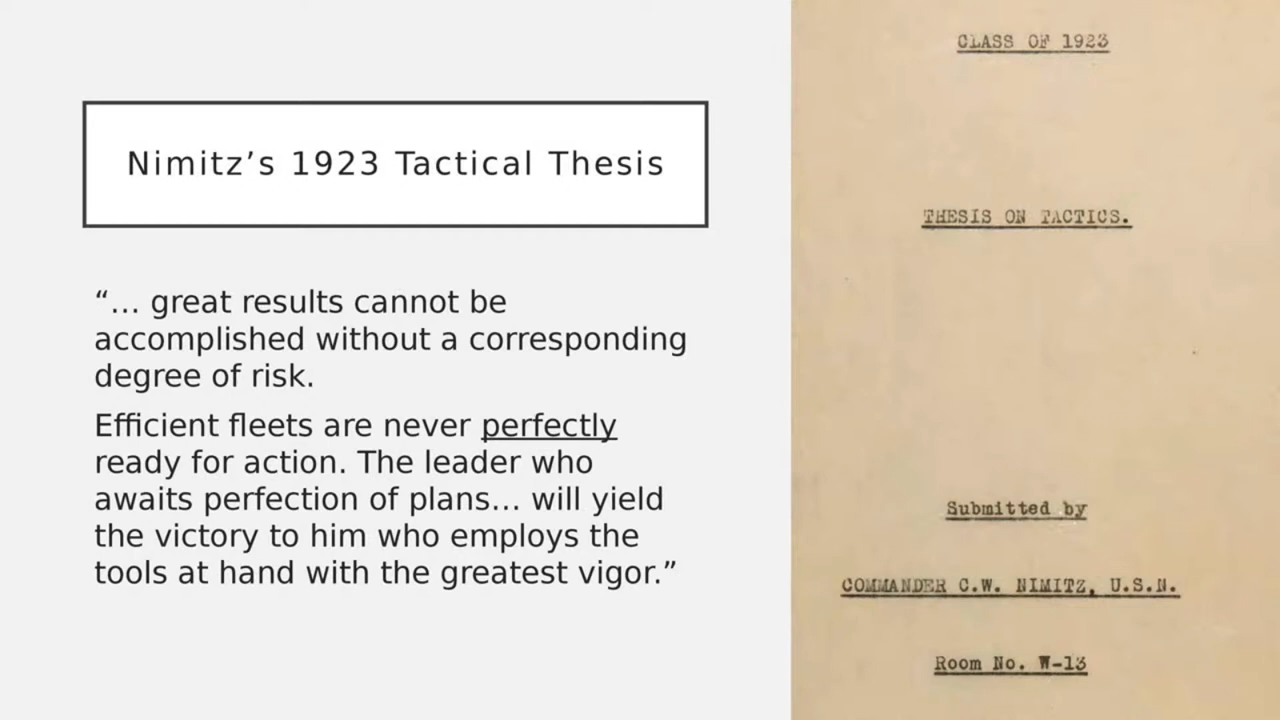 Nimitz’s 1923 Tactical Thesis
“… great results cannot be
accomplished without a corresponding
degree of risk.
Efficient fleets are never perfectly
ready for action. The leader who
awaits perfection of plans… will yield
the victory to him who employs the
tools at hand with the greatest vigor.”
CLASS OF 1923
THESIS ON TACTICS.
Submitted by
COMMANDER C.W. NIMITZ, U.S.N.
Room No. W-13